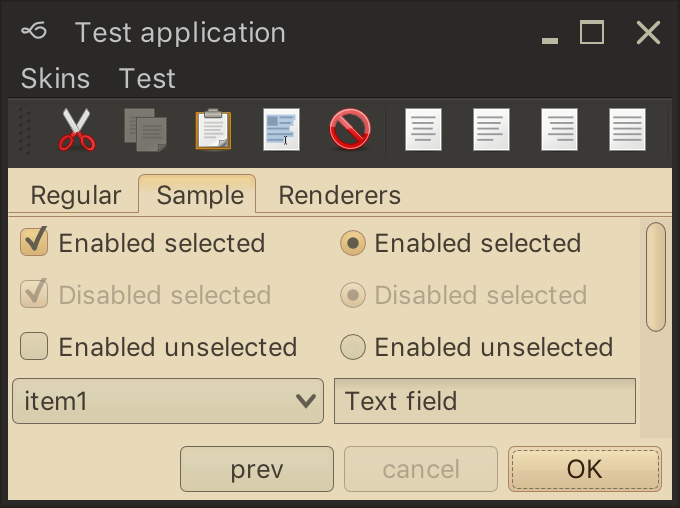 Test application
Skins Test
Regular Sample Renderers
Enabled selected Enabled selected
Disabled selected Disabled selected
Enabled unselected Enabled unselected
item1 Text field
prev cancel OK